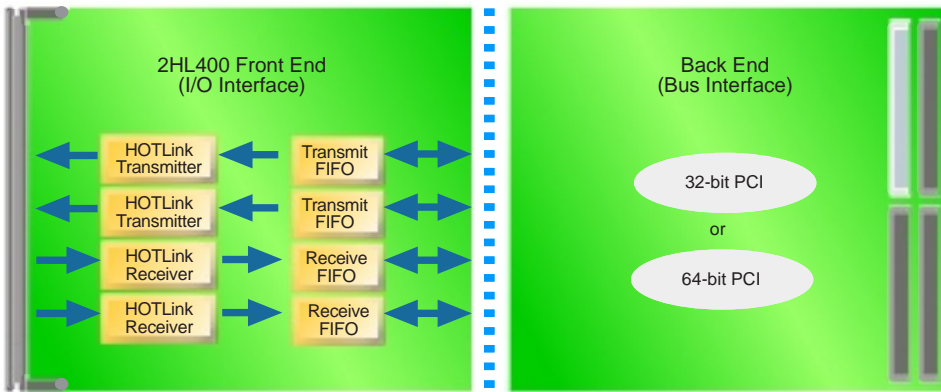 2HL400 Front End
(I/O Interface)
HOTLink
Transmitter
Transmit
FIFO
HOTLink
Transmitter
Transmit
FIFO
HOTLink
Receiver
Receive
FIFO
HOTLink
Receiver
Receive
FIFO
Back End
(Bus Interface)
32-bit PCI
or
64-bit PCI